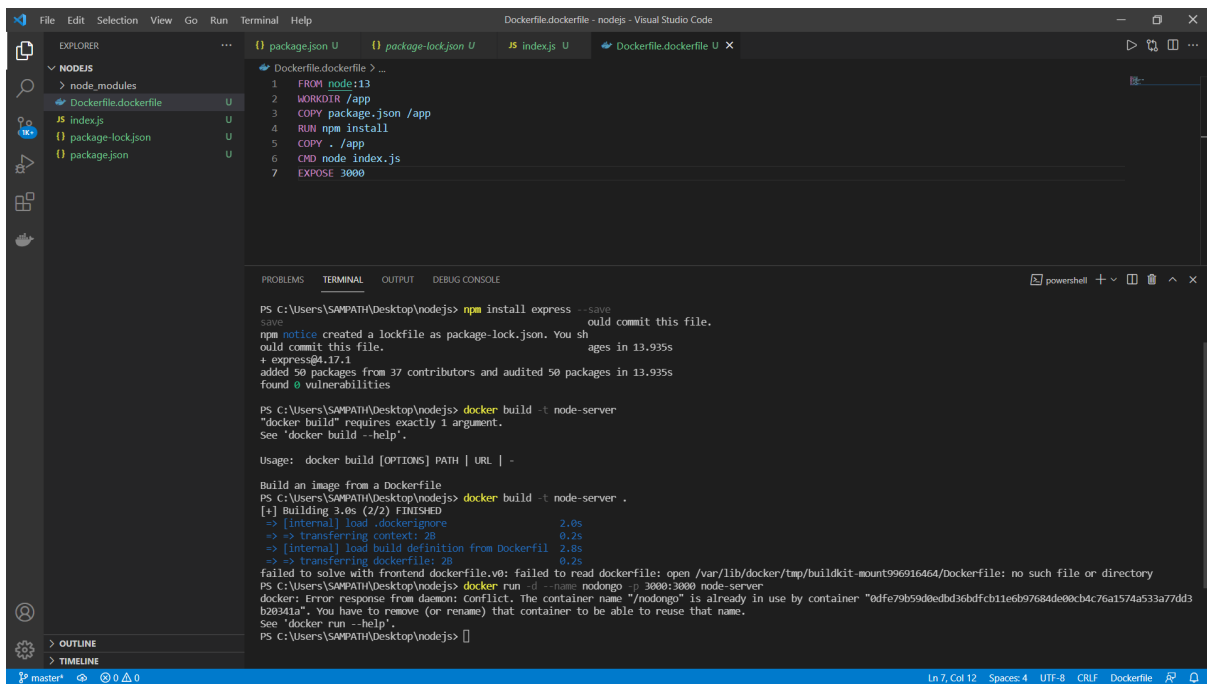 File Edit Selection View Go Run Terminal Help Dockerfile.dockerfile - nodejs - Visual Studio Code
EXPLORER
NODEJS
node_modules
Dockerfile.dockerfile U
JS index.js U
{} package-lock.json U
{} package.json U
1K+
OUTLINE
TIMELINE
{} package.json U {} package-lock.json U JS index.js U Dockerfile.dockerfile U
Dockerfile.dockerfile > ...
1 FROM node:13
2 WORKDIR /app
3 COPY package.json /app
4 RUN npm install
5 COPY . /app
6 CMD node index.js
7 EXPOSE 3000
PROBLEMS TERMINAL OUTPUT DEBUG CONSOLE powershell
PS C:\Users\SAMPATH\Desktop\nodejs> npm install express --save
save ould commit this file.
npm notice created a lockfile as package-lock.json. You sh
ould commit this file. ages in 13.935s
+ express@4.17.1
added 50 packages from 37 contributors and audited 50 packages in 13.935s
found 0 vulnerabilities
PS C:\Users\SAMPATH\Desktop\nodejs> docker build -t node-server
"docker build" requires exactly 1 argument.
See 'docker build --help'.
Usage: docker build [OPTIONS] PATH | URL | -
Build an image from a Dockerfile
PS C:\Users\SAMPATH\Desktop\nodejs> docker build -t node-server .
[+] Building 3.0s (2/2) FINISHED
=> [internal] load .dockerignore 2.0s
=> => transferring context: 2B 0.2s
=> [internal] load build definition from Dockerfil 2.8s
=> => transferring dockerfile: 2B 0.2s
failed to solve with frontend dockerfile.v0: failed to read dockerfile: open /var/lib/docker/tmp/buildkit-mount996916464/Dockerfile: no such file or directory
PS C:\Users\SAMPATH\Desktop\nodejs> docker run -d --name nodongo -p 3000:3000 node-server
docker: Error response from daemon: Conflict. The container name "/nodongo" is already in use by container "0dfe79b59d0edbd36bdfcb11e6b97684de00cb4c76a1574a533a77dd3
b20341a". You have to remove (or rename) that container to be able to reuse that name.
See 'docker run --help'.
PS C:\Users\SAMPATH\Desktop\nodejs>
master* 0 0 Ln 7, Col 12 Spaces: 4 UTF-8 CRLF Dockerfile